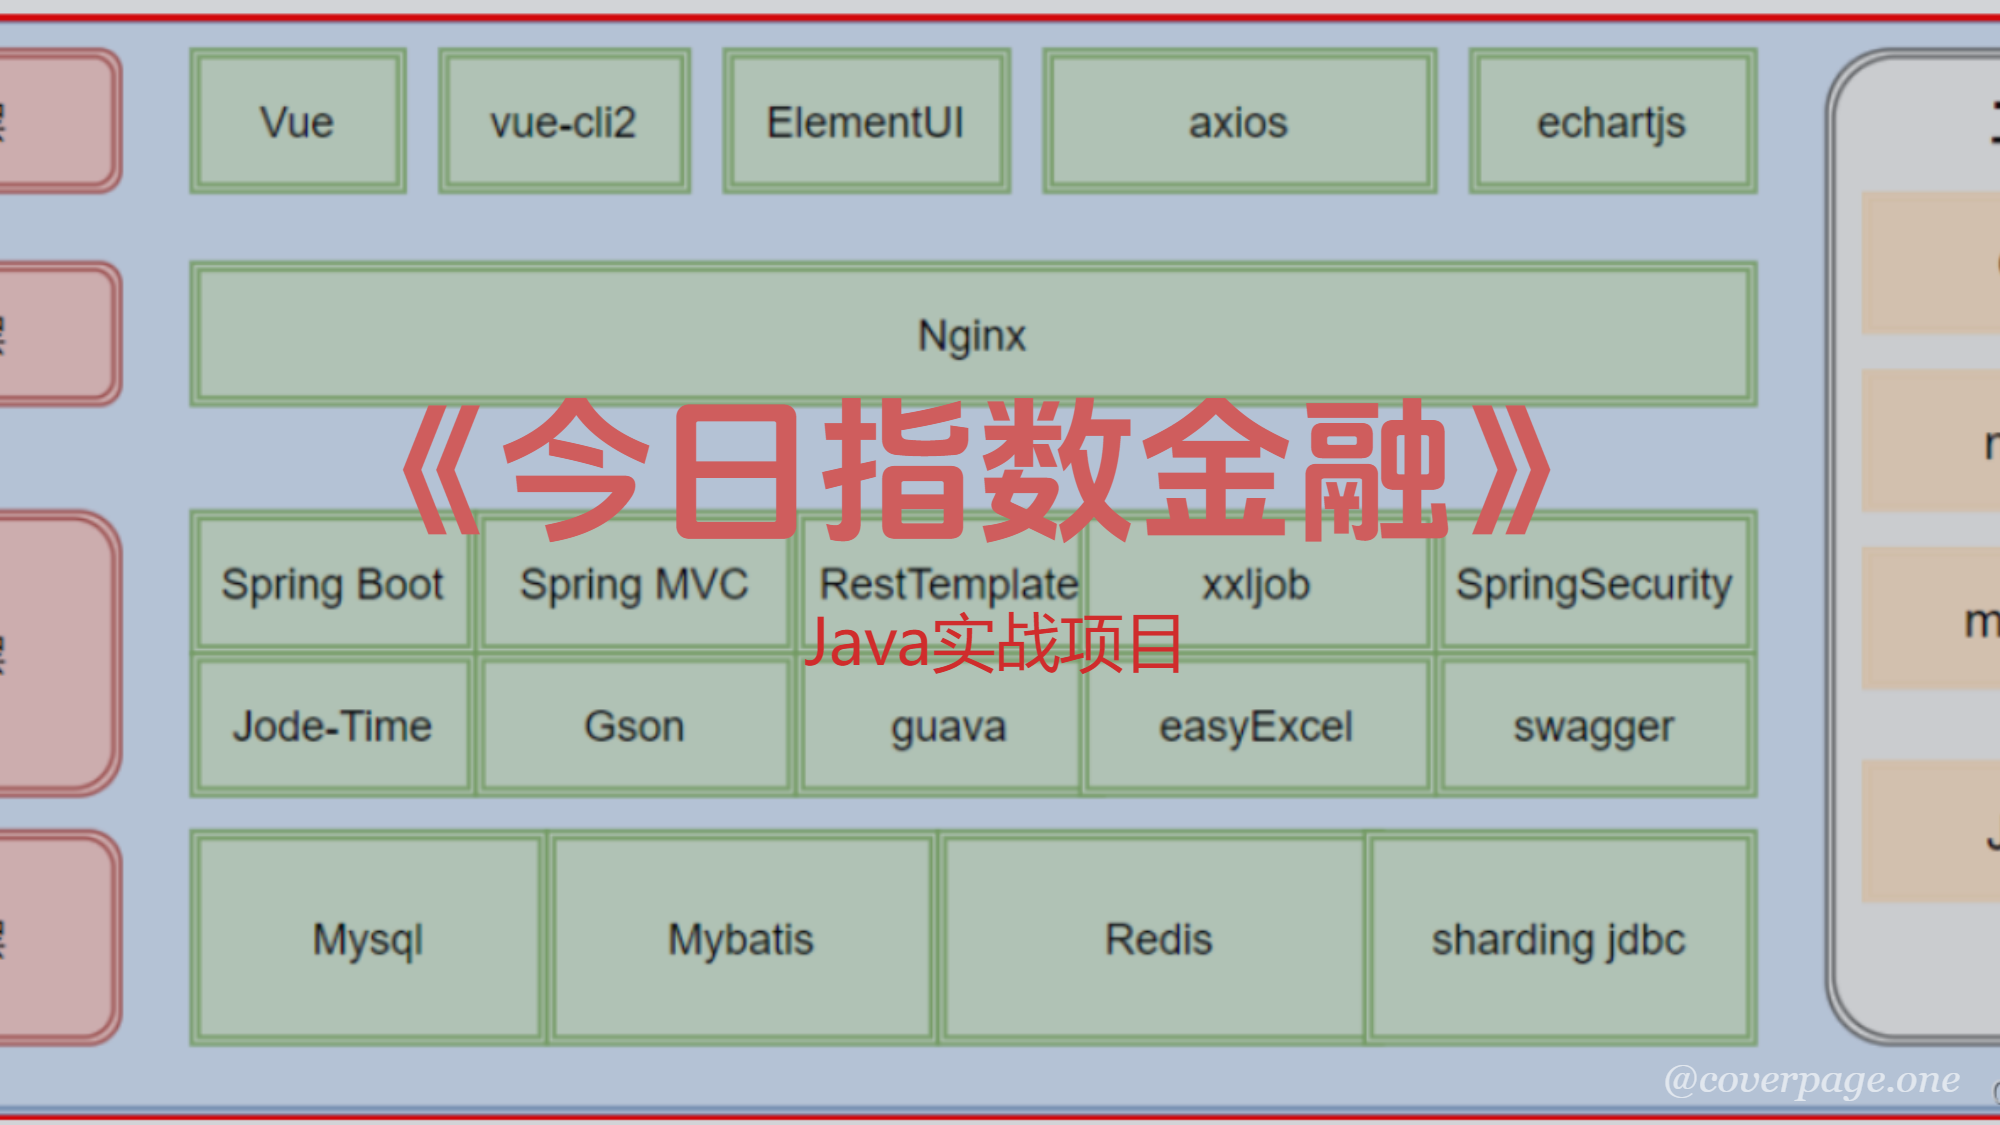 Vue vue-cli2 ElementUI axios echartjs
Nginx
《今日指数金融》
Spring Boot Spring MVC RestTemplate xxljob SpringSecurity
Java实战项目
Jode-Time Gson guava easyExcel swagger
Mysql Mybatis Redis sharding jdbc
@coverpage.one